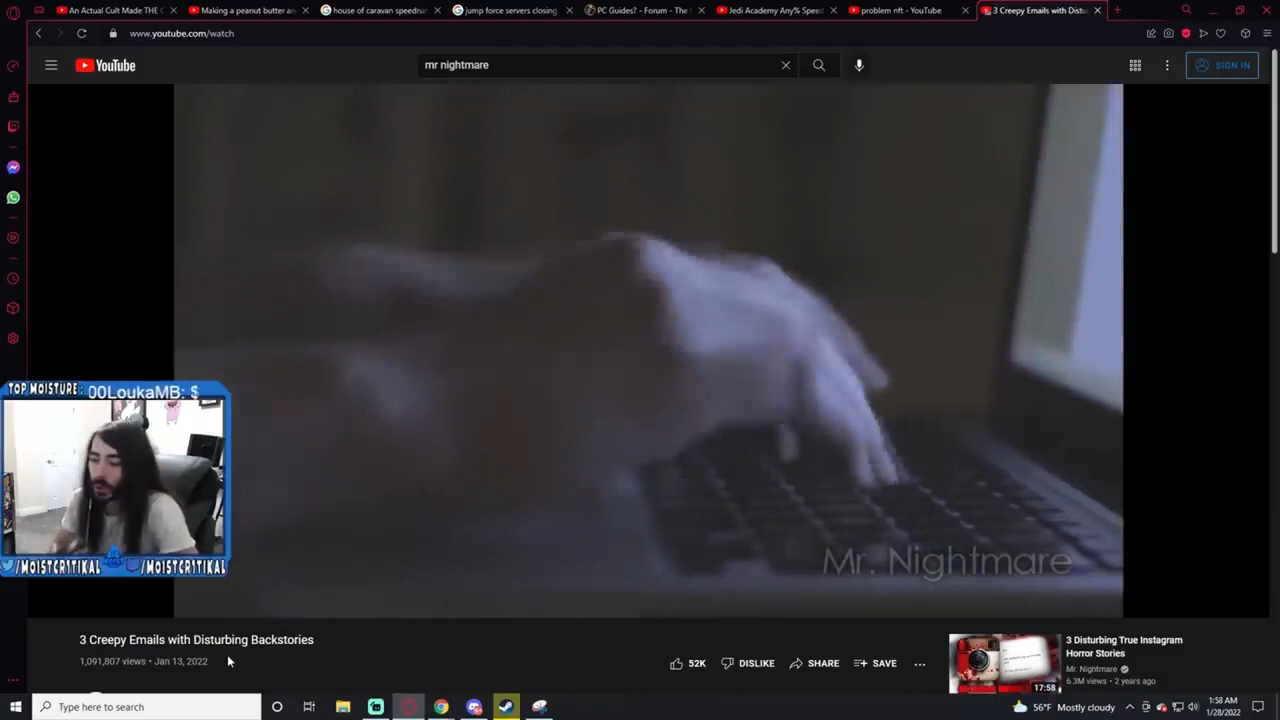 An Actual Cult Made THE
Making a peanut butter an
house of caravan speedrun
jump force servers closing
PC Guides? - Forum - The
Jedi Academy Any% Speed
problem nft - YouTube
3 Creepy Emails with Distu
www.youtube.com/watch
YouTube
mr nightmare
SIGN IN
TOP MOISTURE :
00LoukaMB: $
/MOISTCR1TIKAL
/MOISTCR1TIKAL
Mr. Nightmare
3 Creepy Emails with Disturbing Backstories
1,091,807 views • Jan 13, 2022
52K
DISLIKE
SHARE
SAVE
17:58
3 Disturbing True Instagram
Horror Stories
Mr. Nightmare
6.3M views • 2 years ago
Type here to search
56°F Mostly cloudy
1:58 AM
1/28/2022